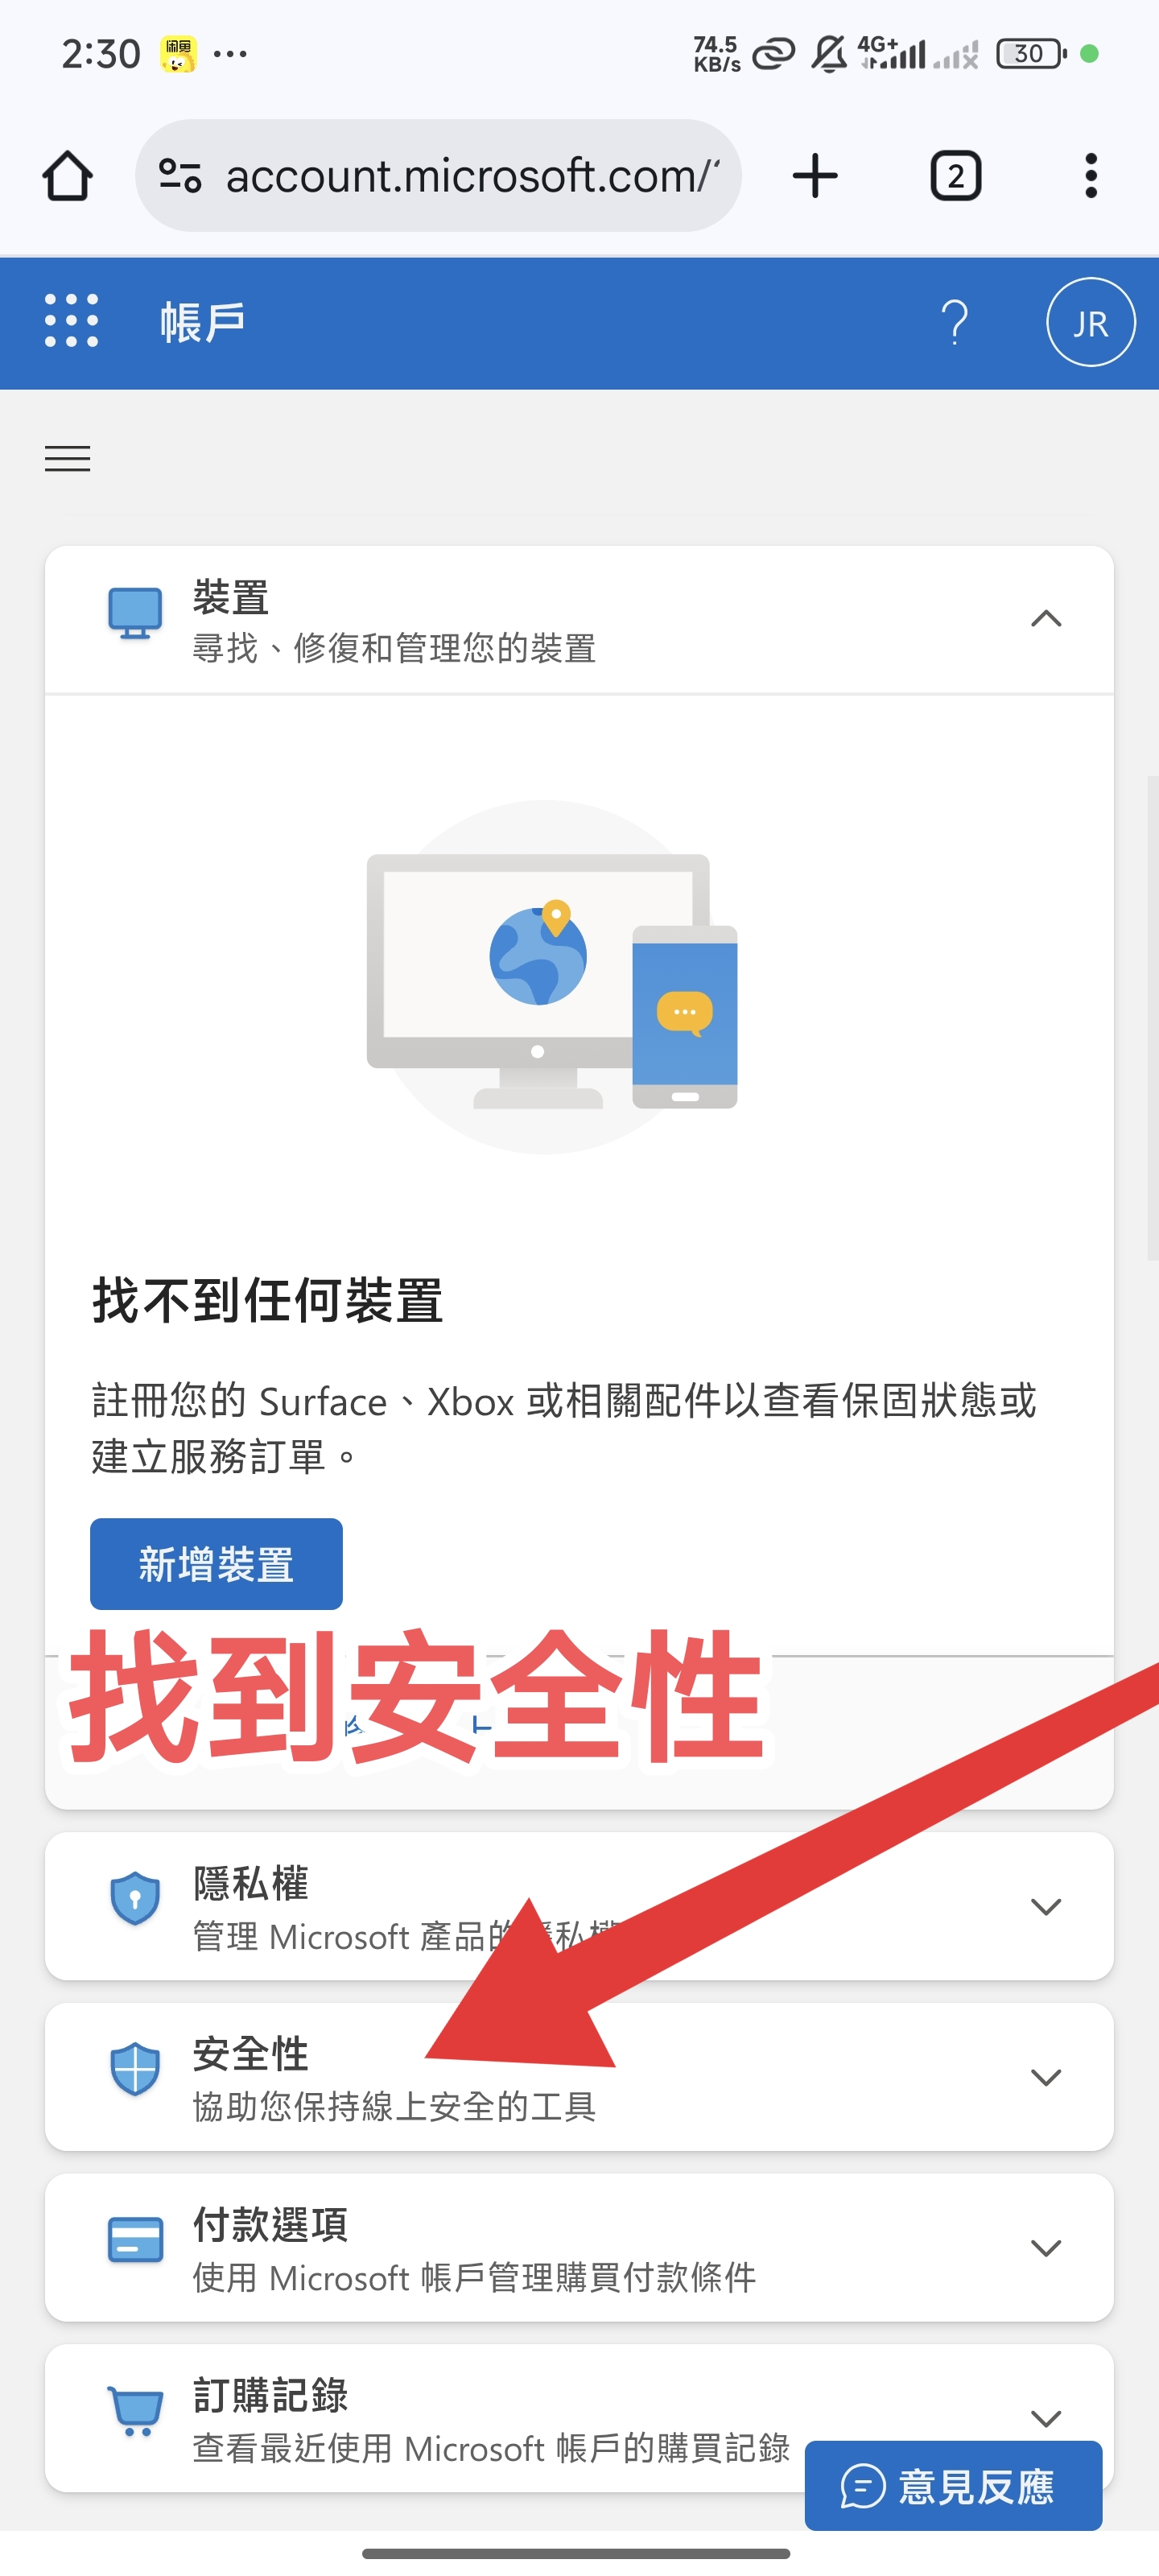 2:30 闲鱼 ...
74.5 KB/s 4G+ 30
account.microsoft.com/
2
帳戶
?
JR
裝置
尋找、修復和管理您的裝置
找不到任何裝置
註冊您的 Surface、Xbox 或相關配件以查看保固狀態或
建立服務訂單。
新增裝置
找到安全性
隱私權
管理 Microsoft 產品的隱私權
安全性
協助您保持線上安全的工具
付款選項
使用 Microsoft 帳戶管理購買付款條件
訂購記錄
查看最近使用 Microsoft 帳戶的購買記錄
意見反應